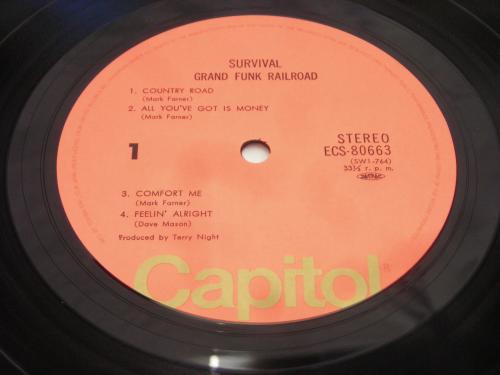 SURVIVAL
GRAND FUNK RAILROAD
1. COUNTRY ROAD
(Mark Farner)
2. ALL YOU'VE GOT IS MONEY
(Mark Farner)
1
STEREO
ECS-80663
(SW1-764)
33⅓ r. p. m.
3. COMFORT ME
(Mark Farner)
4. FEELIN' ALRIGHT
(Dave Mason)
Produced by Terry Night
Capitol